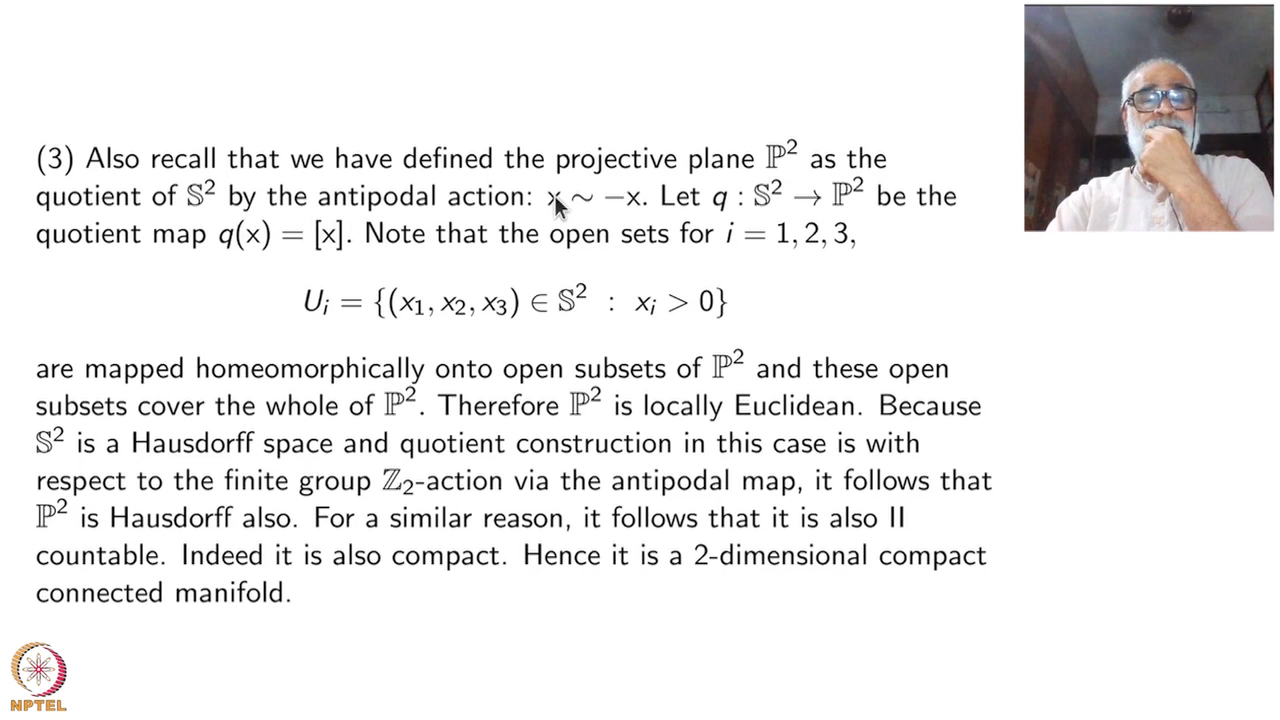 (3) Also recall that we have defined the projective plane ℙ² as the
quotient of 𝕊² by the antipodal action: x ∼ −x. Let q : 𝕊² → ℙ² be the
quotient map q(x) = [x]. Note that the open sets for i = 1, 2, 3,
Uᵢ = {(x₁, x₂, x₃) ∈ 𝕊² : xᵢ > 0}
are mapped homeomorphically onto open subsets of ℙ² and these open
subsets cover the whole of ℙ². Therefore ℙ² is locally Euclidean. Because
𝕊² is a Hausdorff space and quotient construction in this case is with
respect to the finite group ℤ₂-action via the antipodal map, it follows that
ℙ² is Hausdorff also. For a similar reason, it follows that it is also II
countable. Indeed it is also compact. Hence it is a 2-dimensional compact
connected manifold.
NPTEL